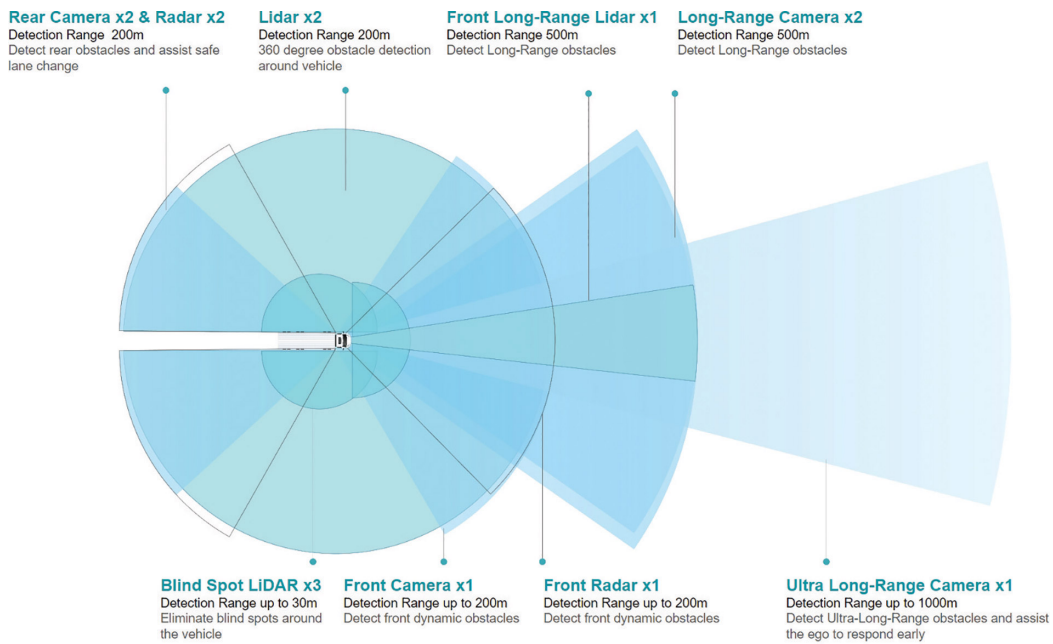 Rear Camera x2 & Radar x2
Detection Range 200m
Detect rear obstacles and assist safe
lane change
Lidar x2
Detection Range 200m
360 degree obstacle detection
around vehicle
Front Long-Range Lidar x1
Detection Range 500m
Detect Long-Range obstacles
Long-Range Camera x2
Detection Range 500m
Detect Long-Range obstacles
Blind Spot LiDAR x3
Detection Range up to 30m
Eliminate blind spots around
the vehicle
Front Camera x1
Detection Range up to 200m
Detect front dynamic obstacles
Front Radar x1
Detection Range up to 200m
Detect front dynamic obstacles
Ultra Long-Range Camera x1
Detection Range up to 1000m
Detect Ultra-Long-Range obstacles and assist
the ego to respond early